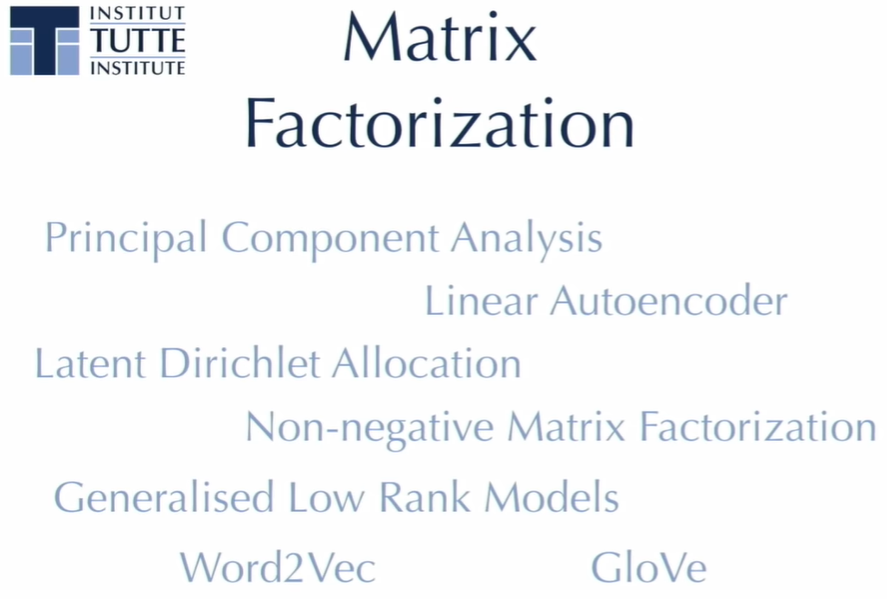 INSTITUT
TUTTE
INSTITUTE
Matrix
Factorization
Principal Component Analysis
Linear Autoencoder
Latent Dirichlet Allocation
Non-negative Matrix Factorization
Generalised Low Rank Models
Word2Vec GloVe